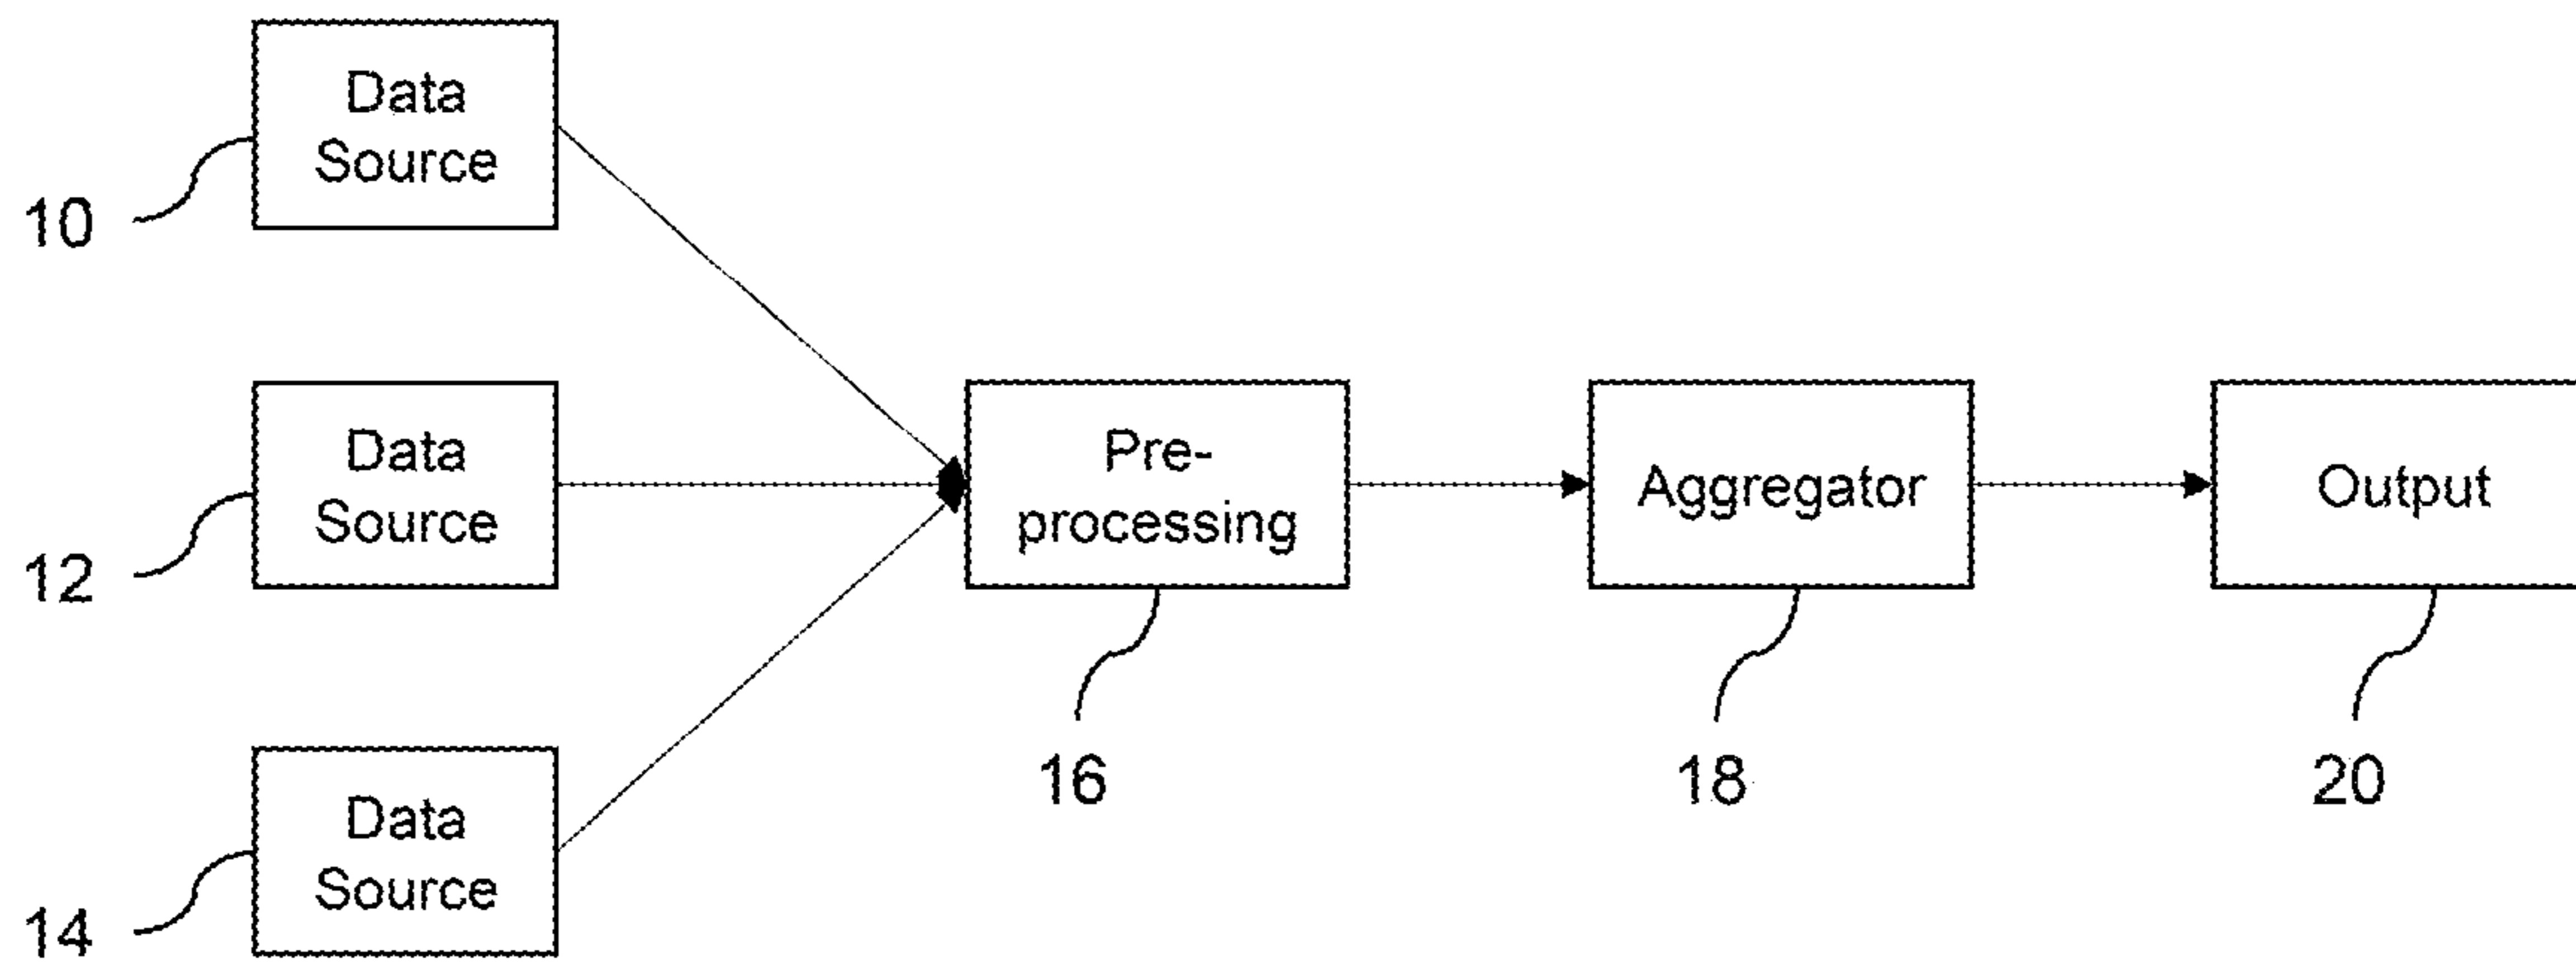 Data
Source
10
Data
Source
12
Data
Source
14
Pre-
processing
16
Aggregator
18
Output
20